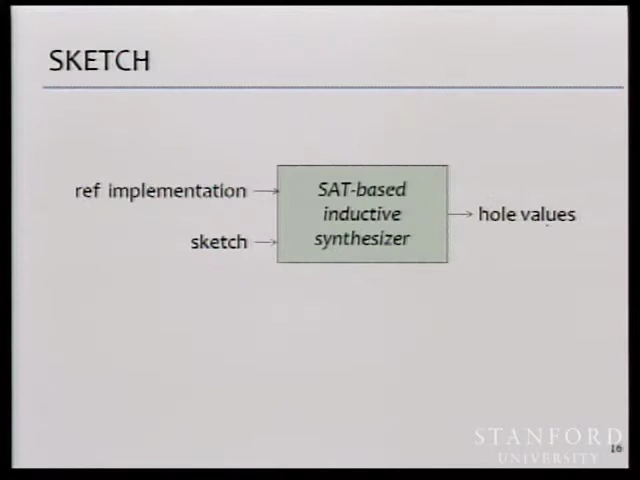 SKETCH
ref implementation
sketch
SAT-based
inductive
synthesizer
hole values
STANFORD
UNIVERSITY
16